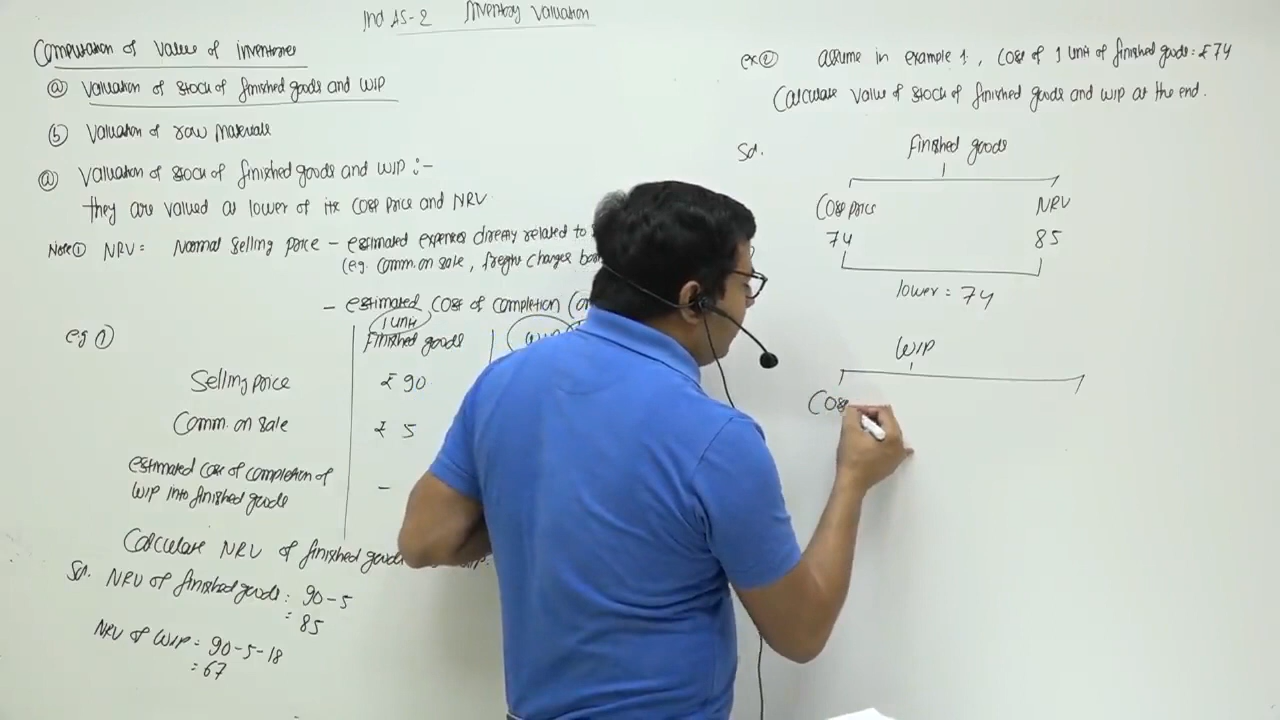 Ind AS-2 Inventory Valuation
Computation of value of inventories
(a) Valuation of stock of finished goods and WIP
(b) Valuation of raw materials
(a) Valuation of stock of finished goods and WIP :-
they are valued at lower of its cost price and NRV
Note (1) NRV = Normal selling price - estimated expenses directly related to
(eg. comm. on sale, freight charges
- estimated cost of completion
eg (1)
1 unit
Finished goods
Selling price ₹ 90
Comm. on sale ₹ 5
estimated cost of completion of
WIP into finished goods -
Calculate NRV of finished goods
Sol. NRV of finished goods = 90-5
= 85
NRV of WIP = 90-5-18
= 67
ex (2) assume in example 1, cost of 1 unit of finished goods = ₹ 74
Calculate value of stock of finished goods and WIP at the end.
Sol.
Finished goods
Cost price NRV
74 85
lower = 74
WIP
Cos